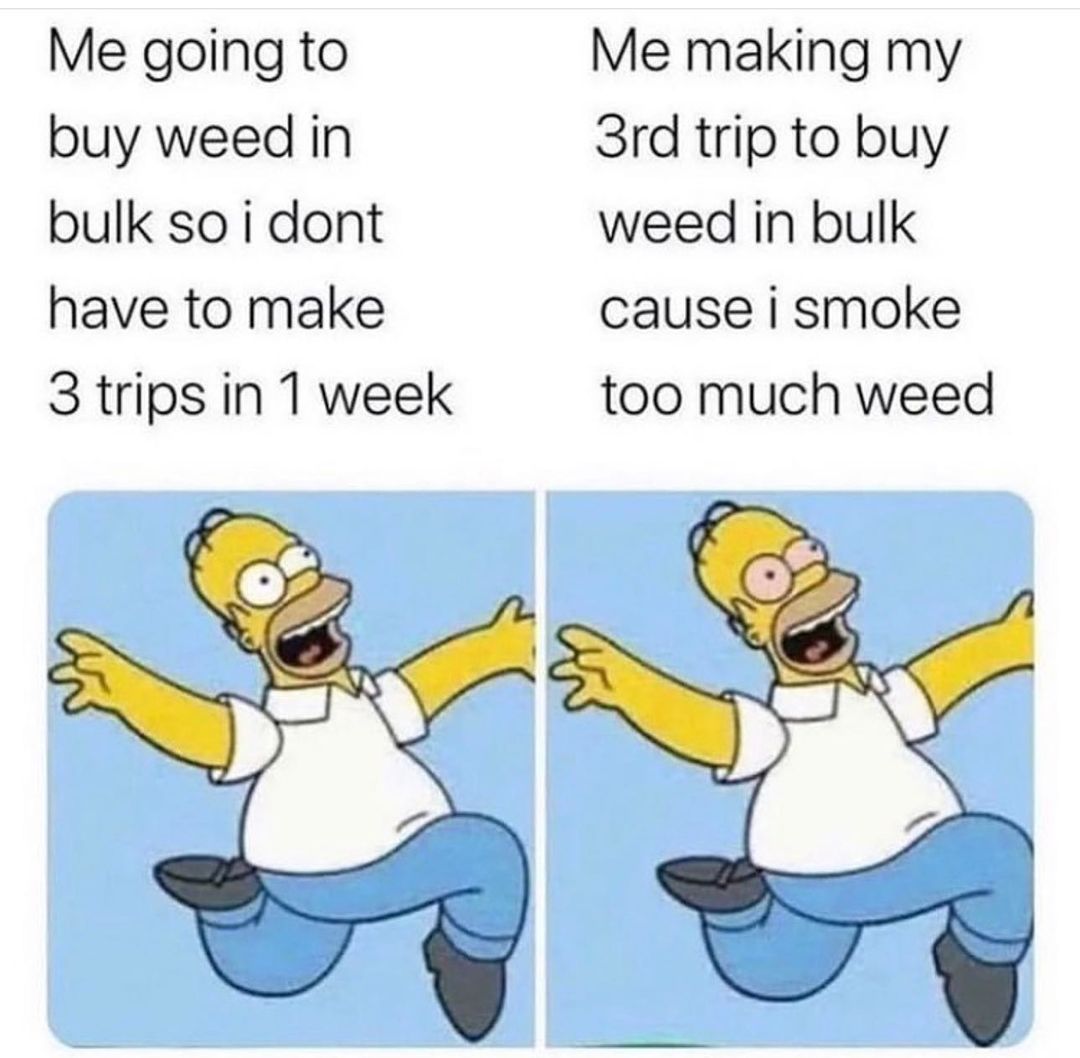 Me going to
buy weed in
bulk so i dont
have to make
3 trips in 1 week
Me making my
3rd trip to buy
weed in bulk
cause i smoke
too much weed